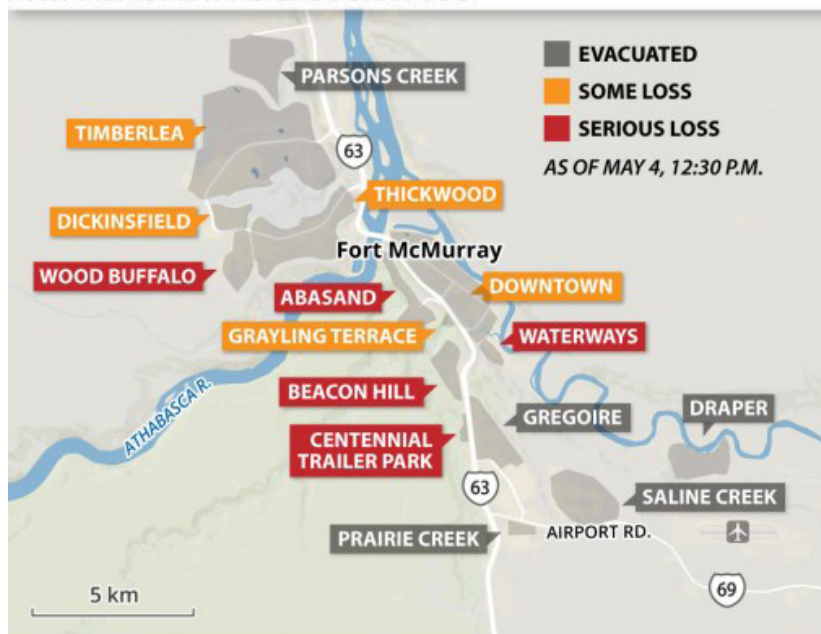 EVACUATED
SOME LOSS
SERIOUS LOSS
AS OF MAY 4, 12:30 P.M.
PARSONS CREEK
TIMBERLEA
63
THICKWOOD
DICKINSFIELD
Fort McMurray
WOOD BUFFALO
DOWNTOWN
ABASAND
GRAYLING TERRACE
WATERWAYS
BEACON HILL
ATHABASCA R.
GREGOIRE
DRAPER
CENTENNIAL
TRAILER PARK
63
SALINE CREEK
PRAIRIE CREEK
AIRPORT RD.
69
5 km